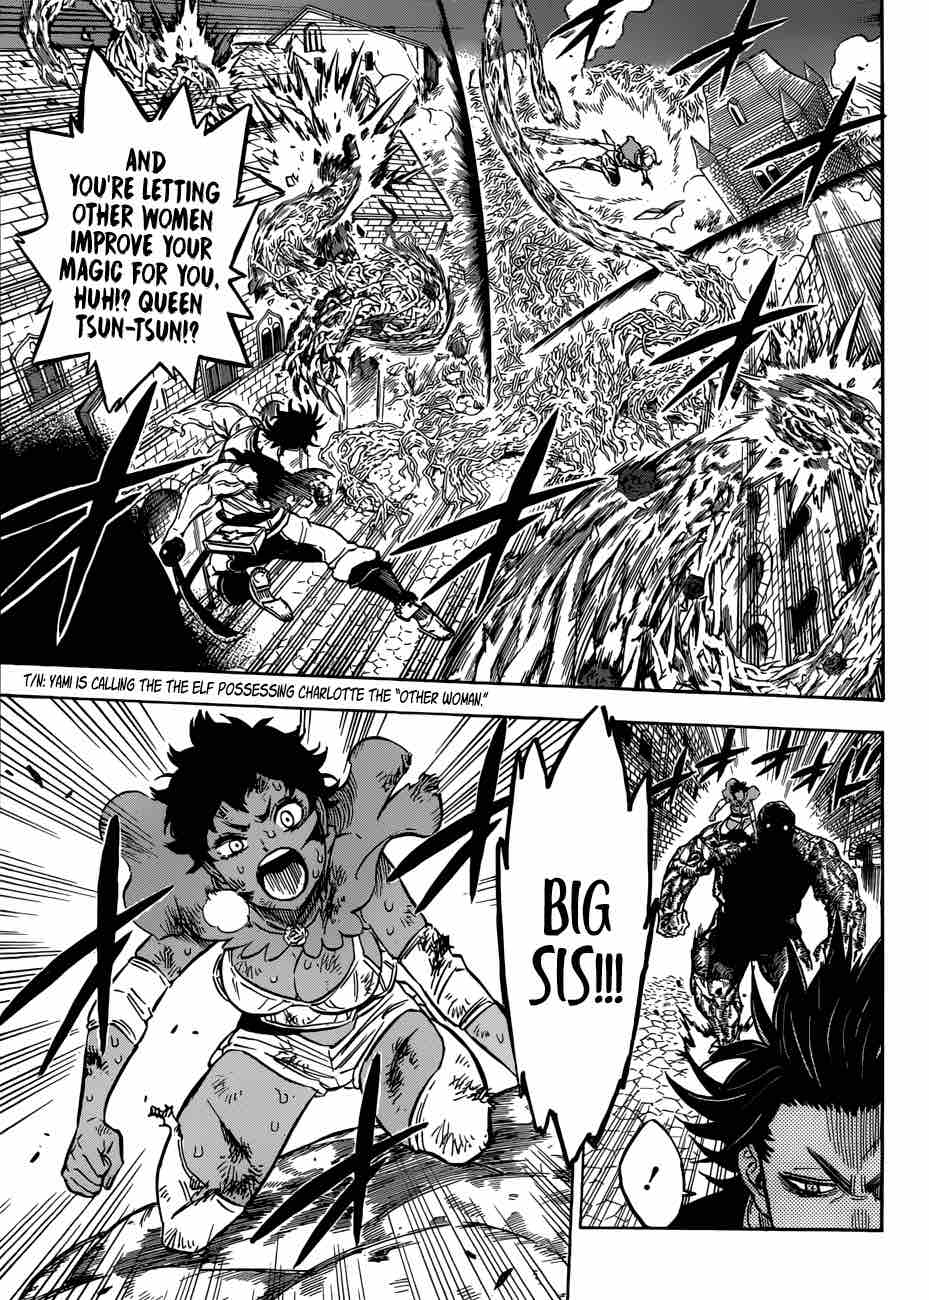 AND
YOU'RE LETTING
OTHER WOMEN
IMPROVE YOUR
MAGIC FOR YOU,
HUH!? QUEEN
TSUN-TSUN!?
T/N: YAMI IS CALLING THE THE ELF POSSESSING CHARLOTTE THE "OTHER WOMAN."
!
BIG
SIS!!!